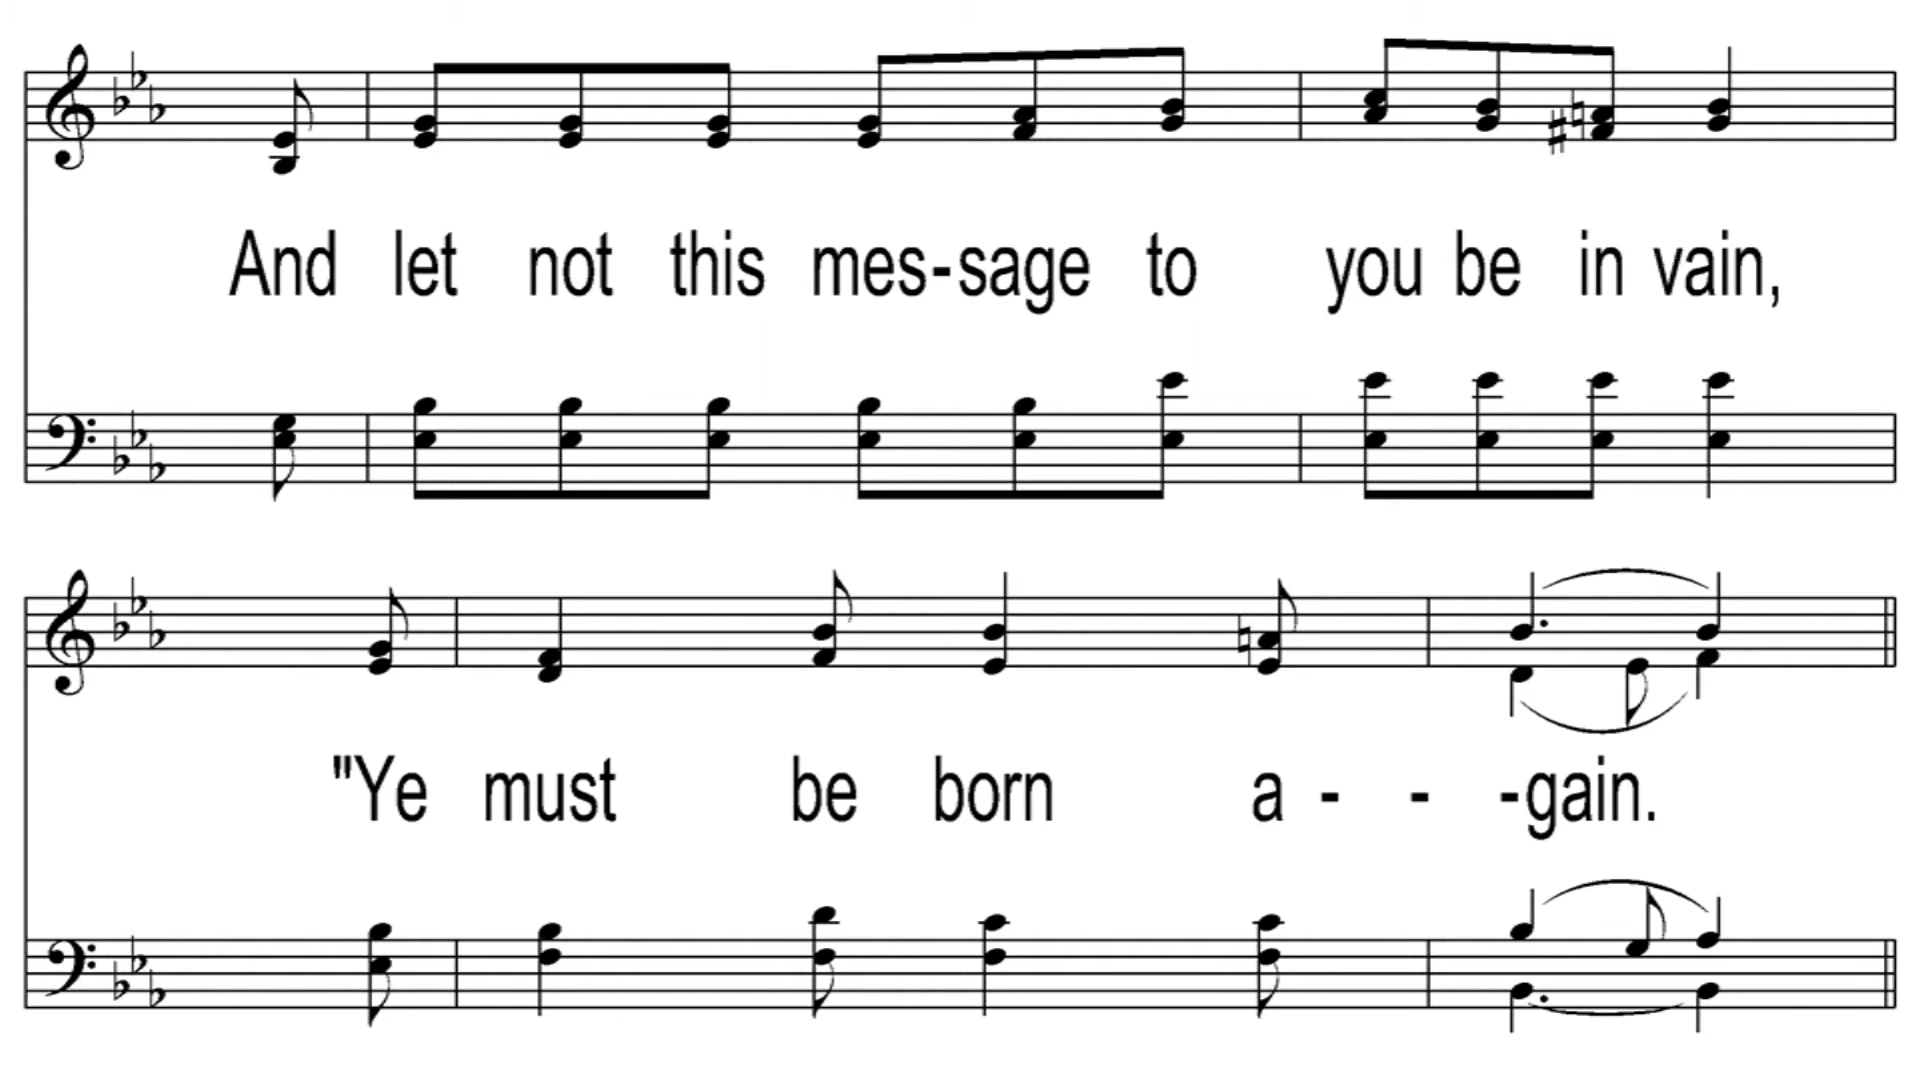 And let not this mes-sage to you be in vain,
"Ye must be born a - - -gain.